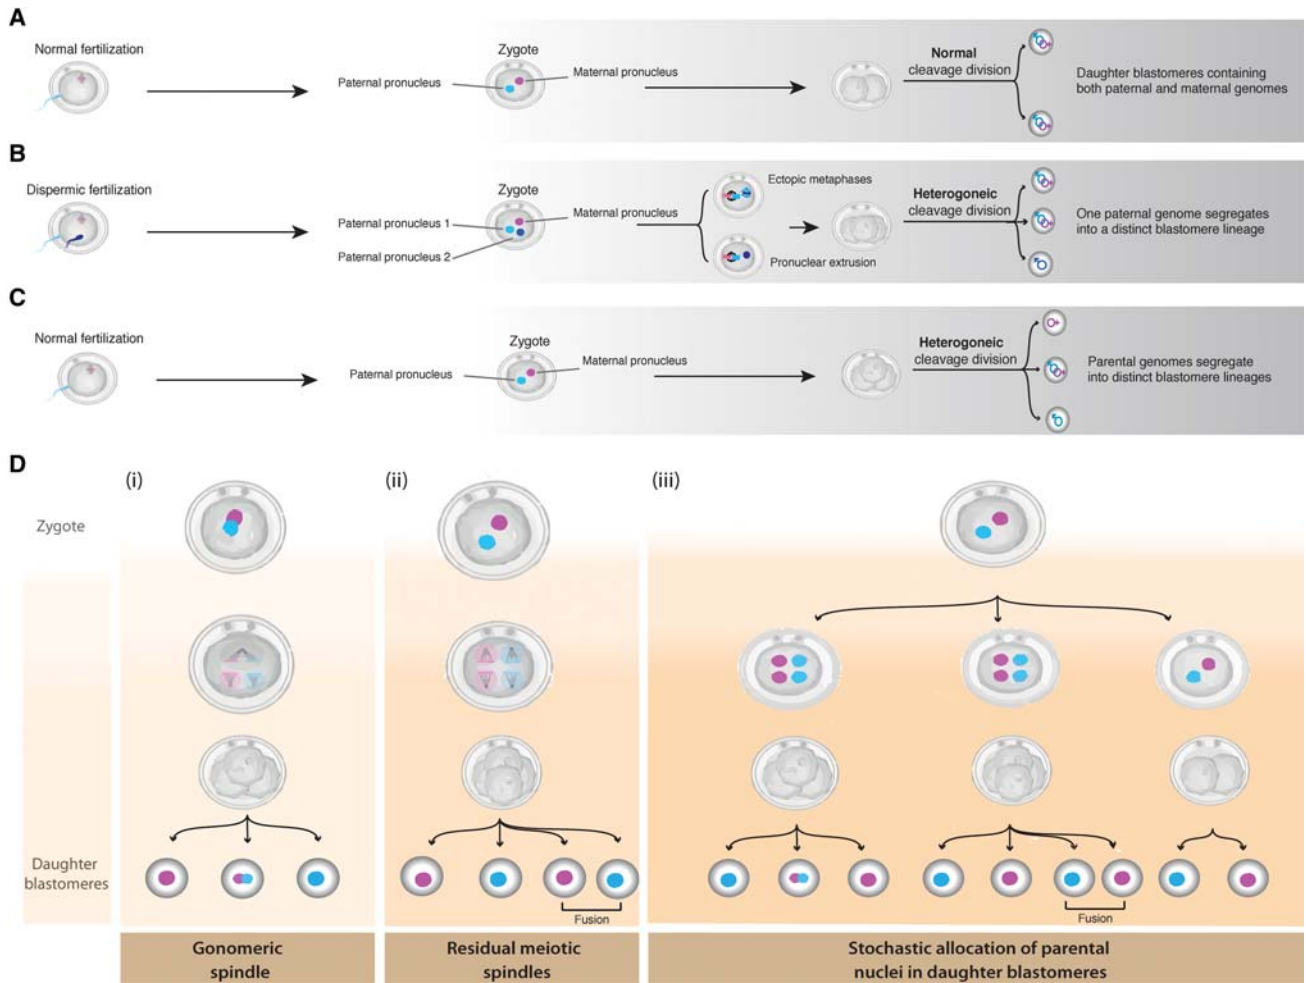 A
Normal fertilization
Zygote
Paternal pronucleus
Maternal pronucleus
Normal
cleavage division
Daughter blastomeres containing
both paternal and maternal genomes
B
Dispermic fertilization
Zygote
Paternal pronucleus 1
Paternal pronucleus 2
Maternal pronucleus
Ectopic metaphases
Pronuclear extrusion
Heterogoneic
cleavage division
One paternal genome segregates
into a distinct blastomere lineage
C
Normal fertilization
Zygote
Paternal pronucleus
Maternal pronucleus
Heterogoneic
cleavage division
Parental genomes segregate
into distinct blastomere lineages
D
(i)
(ii)
(iii)
Zygote
Daughter
blastomeres
Fusion
Fusion
Gonomeric
spindle
Residual meiotic
spindles
Stochastic allocation of parental
nuclei in daughter blastomeres